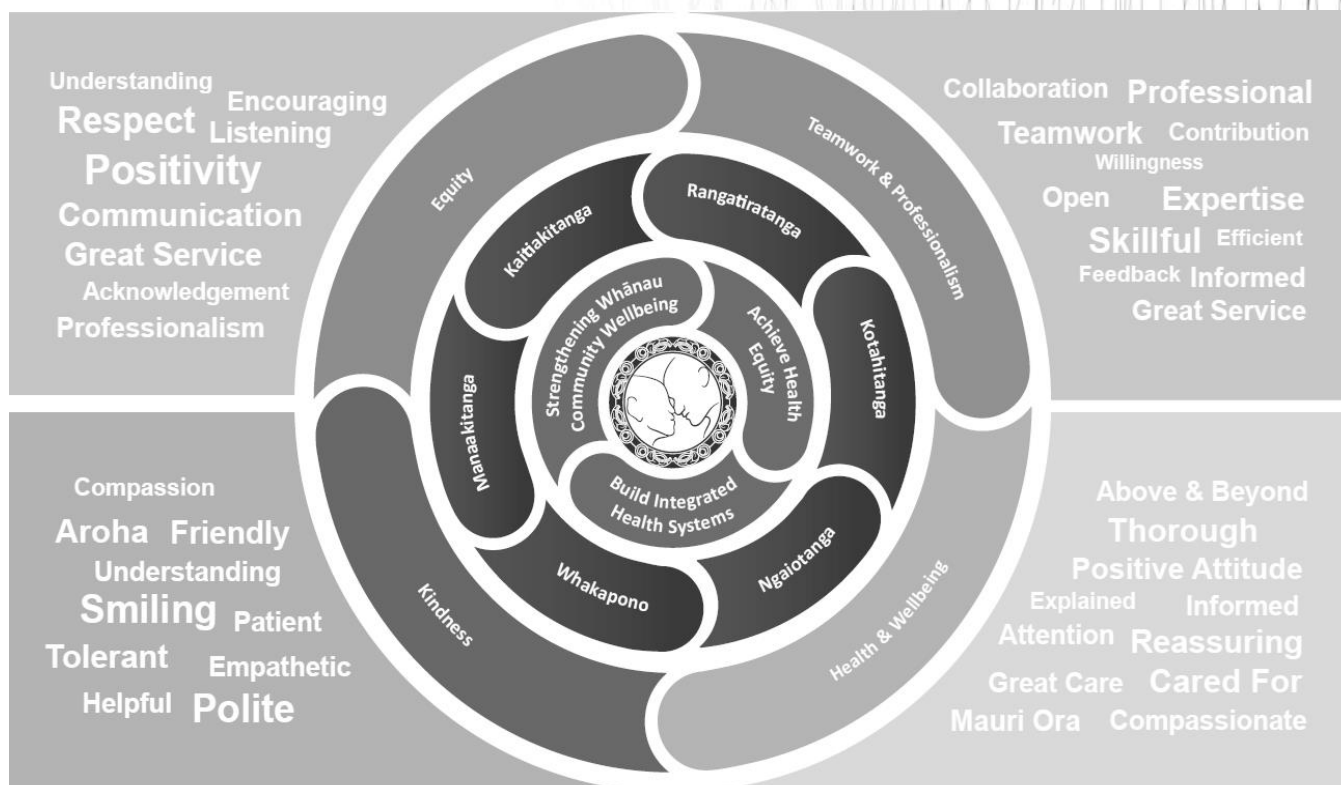 Understanding
Encouraging
Respect
Listening
Positivity
Communication
Great Service
Acknowledgement
Professionalism
Collaboration
Professional
Teamwork
Contribution
Willingness
Open
Expertise
Skillful
Efficient
Feedback
Informed
Great Service
Equity
Teamwork & Professionalism
Kaitiakitanga
Rangatiratanga
Kotahitanga
Ngaiotanga
Whakapono
Manaakitanga
Strengthening Whānau
Community Wellbeing
Achieve Health
Equity
Build Integrated
Health Systems
Kindness
Health & Wellbeing
Compassion
Aroha
Friendly
Understanding
Smiling
Patient
Tolerant
Empathetic
Helpful
Polite
Above & Beyond
Thorough
Positive Attitude
Explained
Informed
Attention
Reassuring
Great Care
Cared For
Mauri Ora
Compassionate